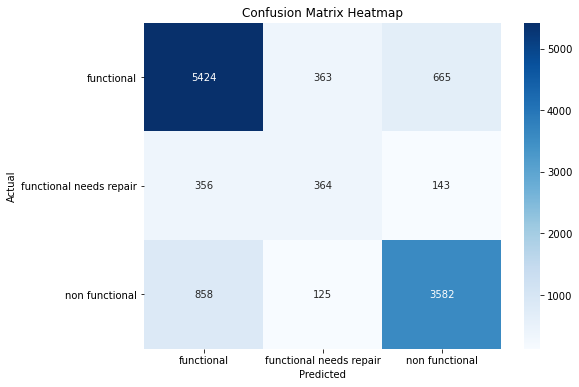 Confusion Matrix Heatmap
functional
5424
363
665
functional needs repair
356
364
143
non functional
858
125
3582
functional
functional needs repair
non functional
Actual
Predicted
5000
4000
3000
2000
1000